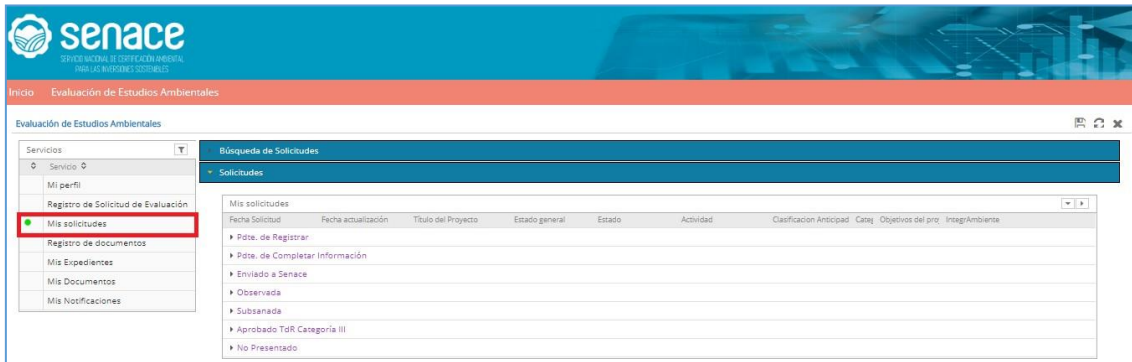 senace
SERVICIO NACIONAL DE CERTIFICACIÓN AMBIENTAL
PARA LAS INVERSIONES SOSTENIBLES
Inicio Evaluación de Estudios Ambientales
Evaluación de Estudios Ambientales
Servicios
Servicio
Mi perfil
Registro de Solicitud de Evaluación
Mis solicitudes
Registro de documentos
Mis Expedientes
Mis Documentos
Mis Notificaciones
Búsqueda de Solicitudes
Solicitudes
Mis solicitudes
Fecha Solicitud Fecha actualización Título del Proyecto Estado general Estado Actividad Clasificacion Anticipad Categ Objetivos del pro IntegrAmbiente
Pdte. de Registrar
Pdte. de Completar Información
Enviado a Senace
Observada
Subsanada
Aprobado TdR Categoría III
No Presentado